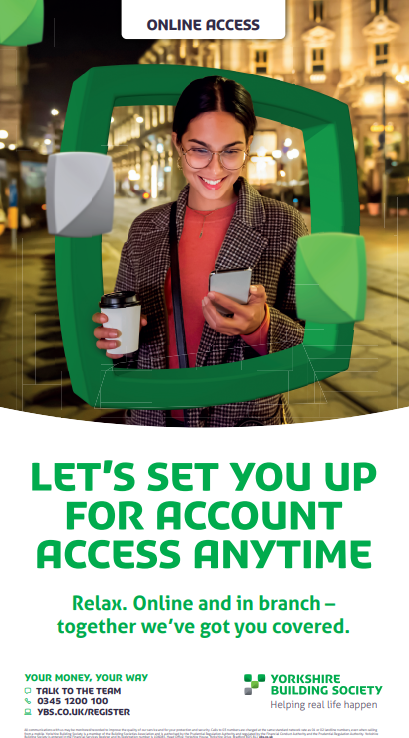 ONLINE ACCESS
LET'S SET YOU UP
FOR ACCOUNT
ACCESS ANYTIME
Relax. Online and in branch –
together we've got you covered.
YOUR MONEY, YOUR WAY
TALK TO THE TEAM
0345 1200 100
YBS.CO.UK/REGISTER
YORKSHIRE
BUILDING SOCIETY
Helping real life happen